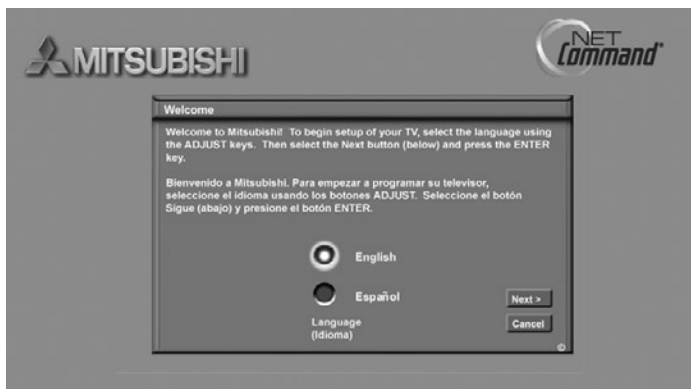 MITSUBISHI
NET
Command
Welcome
Welcome to Mitsubishi! To begin setup of your TV, select the language using
the ADJUST keys. Then select the Next button (below) and press the ENTER
key.
Bienvenido a Mitsubishi. Para empezar a programar su televisor,
seleccione el idioma usando los botones ADJUST. Seleccione el botón
Sigue (abajo) y presione el botón ENTER.
English
Español
Language
(Idioma)
Next >
Cancel